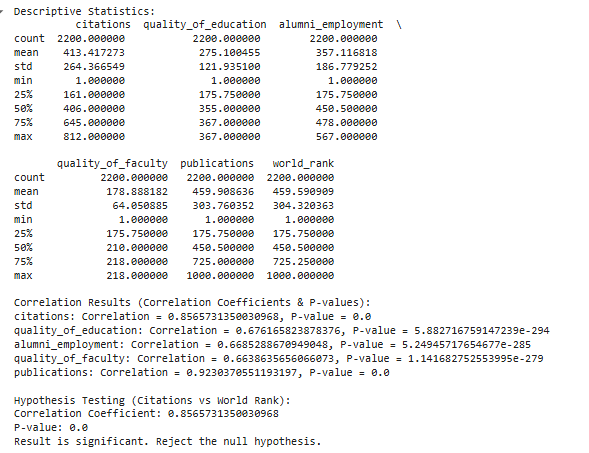 Descriptive Statistics:
citations quality_of_education alumni_employment \
count 2200.000000 2200.000000 2200.000000
mean 413.417273 275.100455 357.116818
std 264.366549 121.935100 186.779252
min 1.000000 1.000000 1.000000
25% 161.000000 175.750000 175.750000
50% 406.000000 355.000000 450.500000
75% 645.000000 367.000000 478.000000
max 812.000000 367.000000 567.000000
quality_of_faculty publications world_rank
count 2200.000000 2200.000000 2200.000000
mean 178.888182 459.908636 459.590909
std 64.050885 303.760352 304.320363
min 1.000000 1.000000 1.000000
25% 175.750000 175.750000 175.750000
50% 210.000000 450.500000 450.500000
75% 218.000000 725.000000 725.250000
max 218.000000 1000.000000 1000.000000
Correlation Results (Correlation Coefficients & P-values):
citations: Correlation = 0.8565731350030968, P-value = 0.0
quality_of_education: Correlation = 0.676165823878376, P-value = 5.882716759147239e-294
alumni_employment: Correlation = 0.6685288670949048, P-value = 5.24945717654677e-285
quality_of_faculty: Correlation = 0.6638635656066073, P-value = 1.141682752553995e-279
publications: Correlation = 0.9230370551193197, P-value = 0.0
Hypothesis Testing (Citations vs World Rank):
Correlation Coefficient: 0.8565731350030968
P-value: 0.0
Result is significant. Reject the null hypothesis.